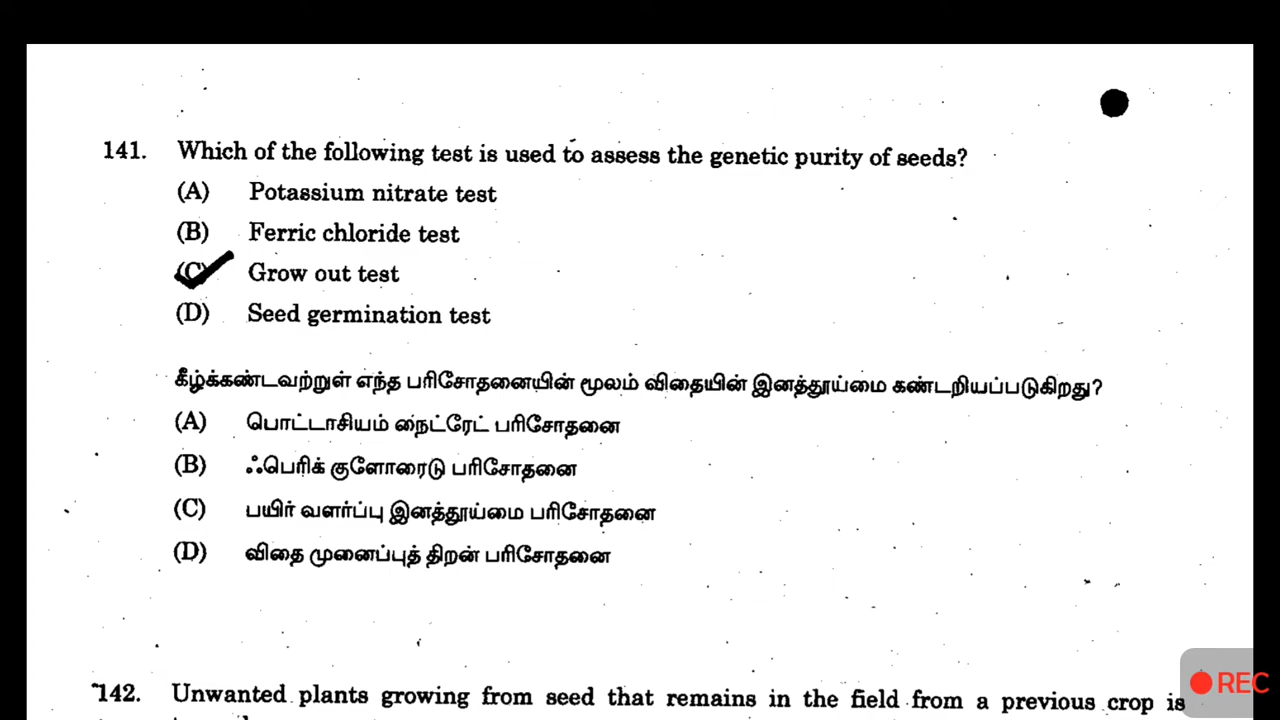 141. Which of the following test is used to assess the genetic purity of seeds?
(A) Potassium nitrate test
(B) Ferric chloride test
(C) Grow out test
(D) Seed germination test
கீழ்க்கண்டவற்றுள் எந்த பரிசோதனையின் மூலம் விதையின் இனத்தூய்மை கண்டறியப்படுகிறது?
(A) பொட்டாசியம் நைட்ரேட் பரிசோதனை
(B) ஃபெரிக் குளோரைடு பரிசோதனை
(C) பயிர் வளர்ப்பு இனத்தூய்மை பரிசோதனை
(D) விதை முனைப்புத் திறன் பரிசோதனை
142. Unwanted plants growing from seed that remains in the field from a previous crop is
REC